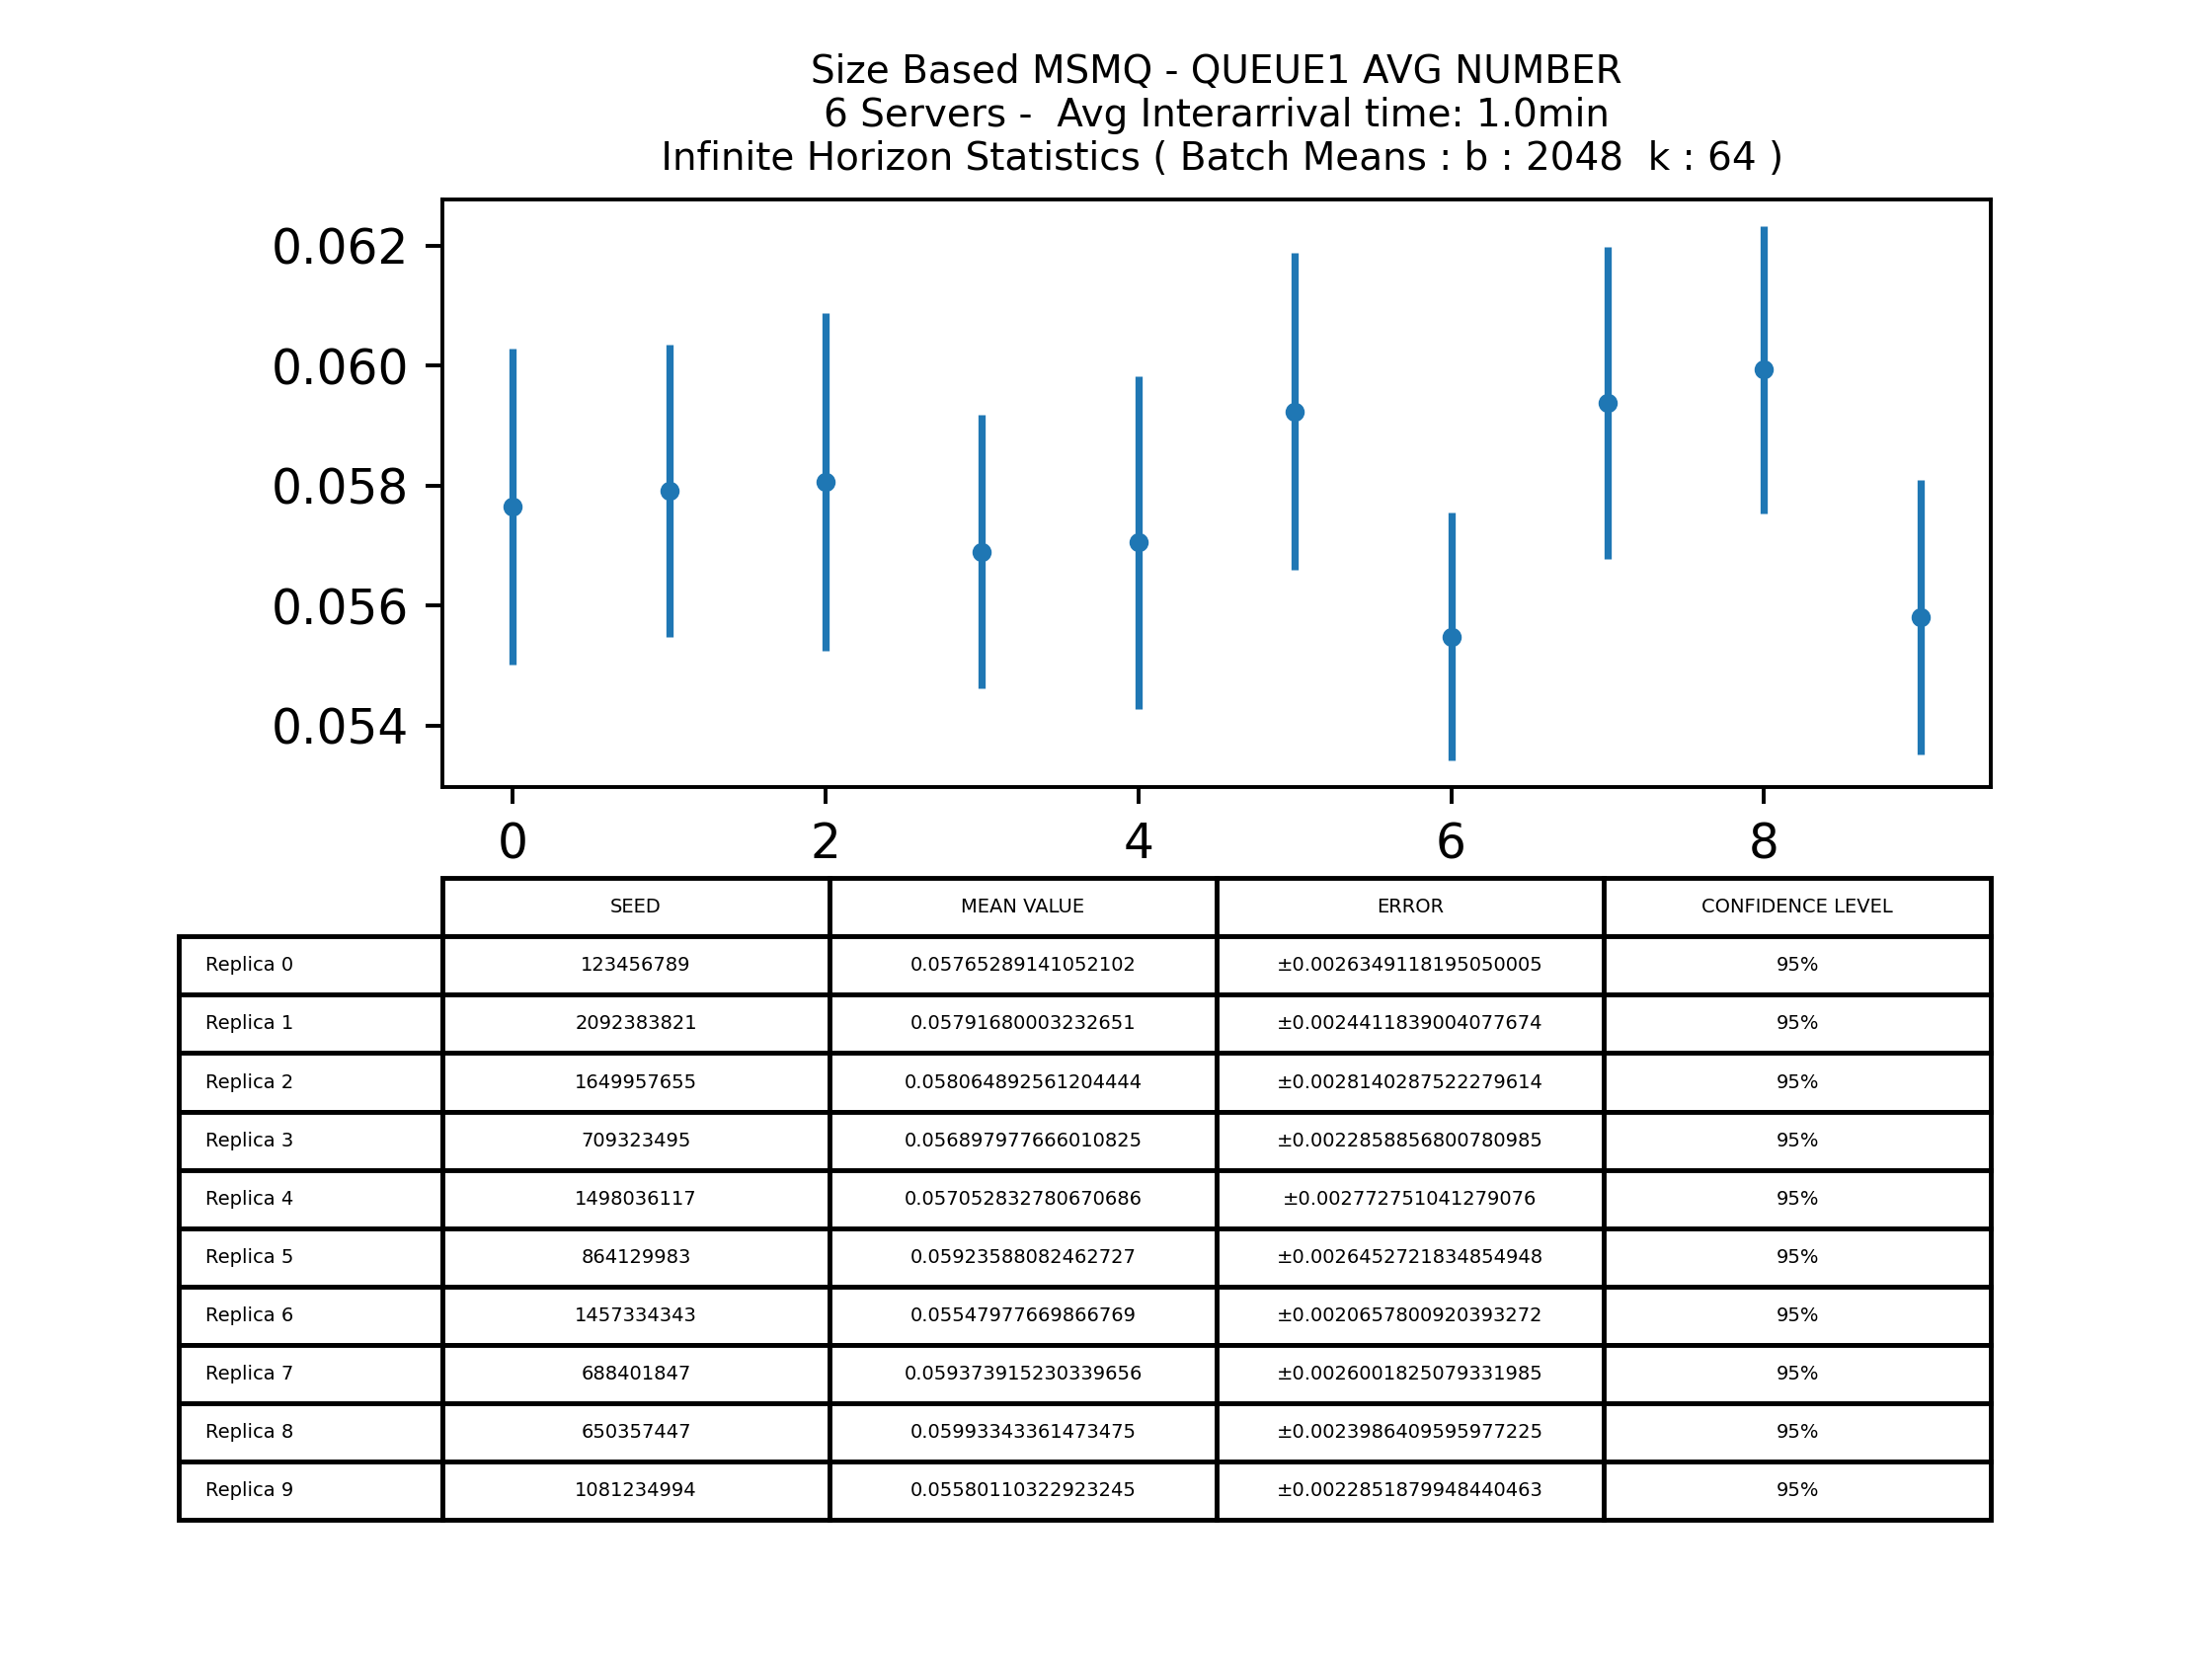 Size Based MSMQ - QUEUE1 AVG NUMBER
6 Servers -  Avg Interarrival time: 1.0min
Infinite Horizon Statistics ( Batch Means : b : 2048  k : 64 )
0.062
0.060
0.058
0.056
0.054
0 2 4 6 8
SEED MEAN VALUE ERROR CONFIDENCE LEVEL
Replica 0 123456789 0.05765289141052102 ±0.0026349118195050005 95%
Replica 1 2092383821 0.05791680003232651 ±0.0024411839004077674 95%
Replica 2 1649957655 0.058064892561204444 ±0.0028140287522279614 95%
Replica 3 709323495 0.056897977666010825 ±0.0022858856800780985 95%
Replica 4 1498036117 0.057052832780670686 ±0.002772751041279076 95%
Replica 5 864129983 0.05923588082462727 ±0.0026452721834854948 95%
Replica 6 1457334343 0.05547977669866769 ±0.0020657800920393272 95%
Replica 7 688401847 0.059373915230339656 ±0.0026001825079331985 95%
Replica 8 650357447 0.05993343361473475 ±0.0023986409595977225 95%
Replica 9 1081234994 0.05580110322923245 ±0.0022851879948440463 95%